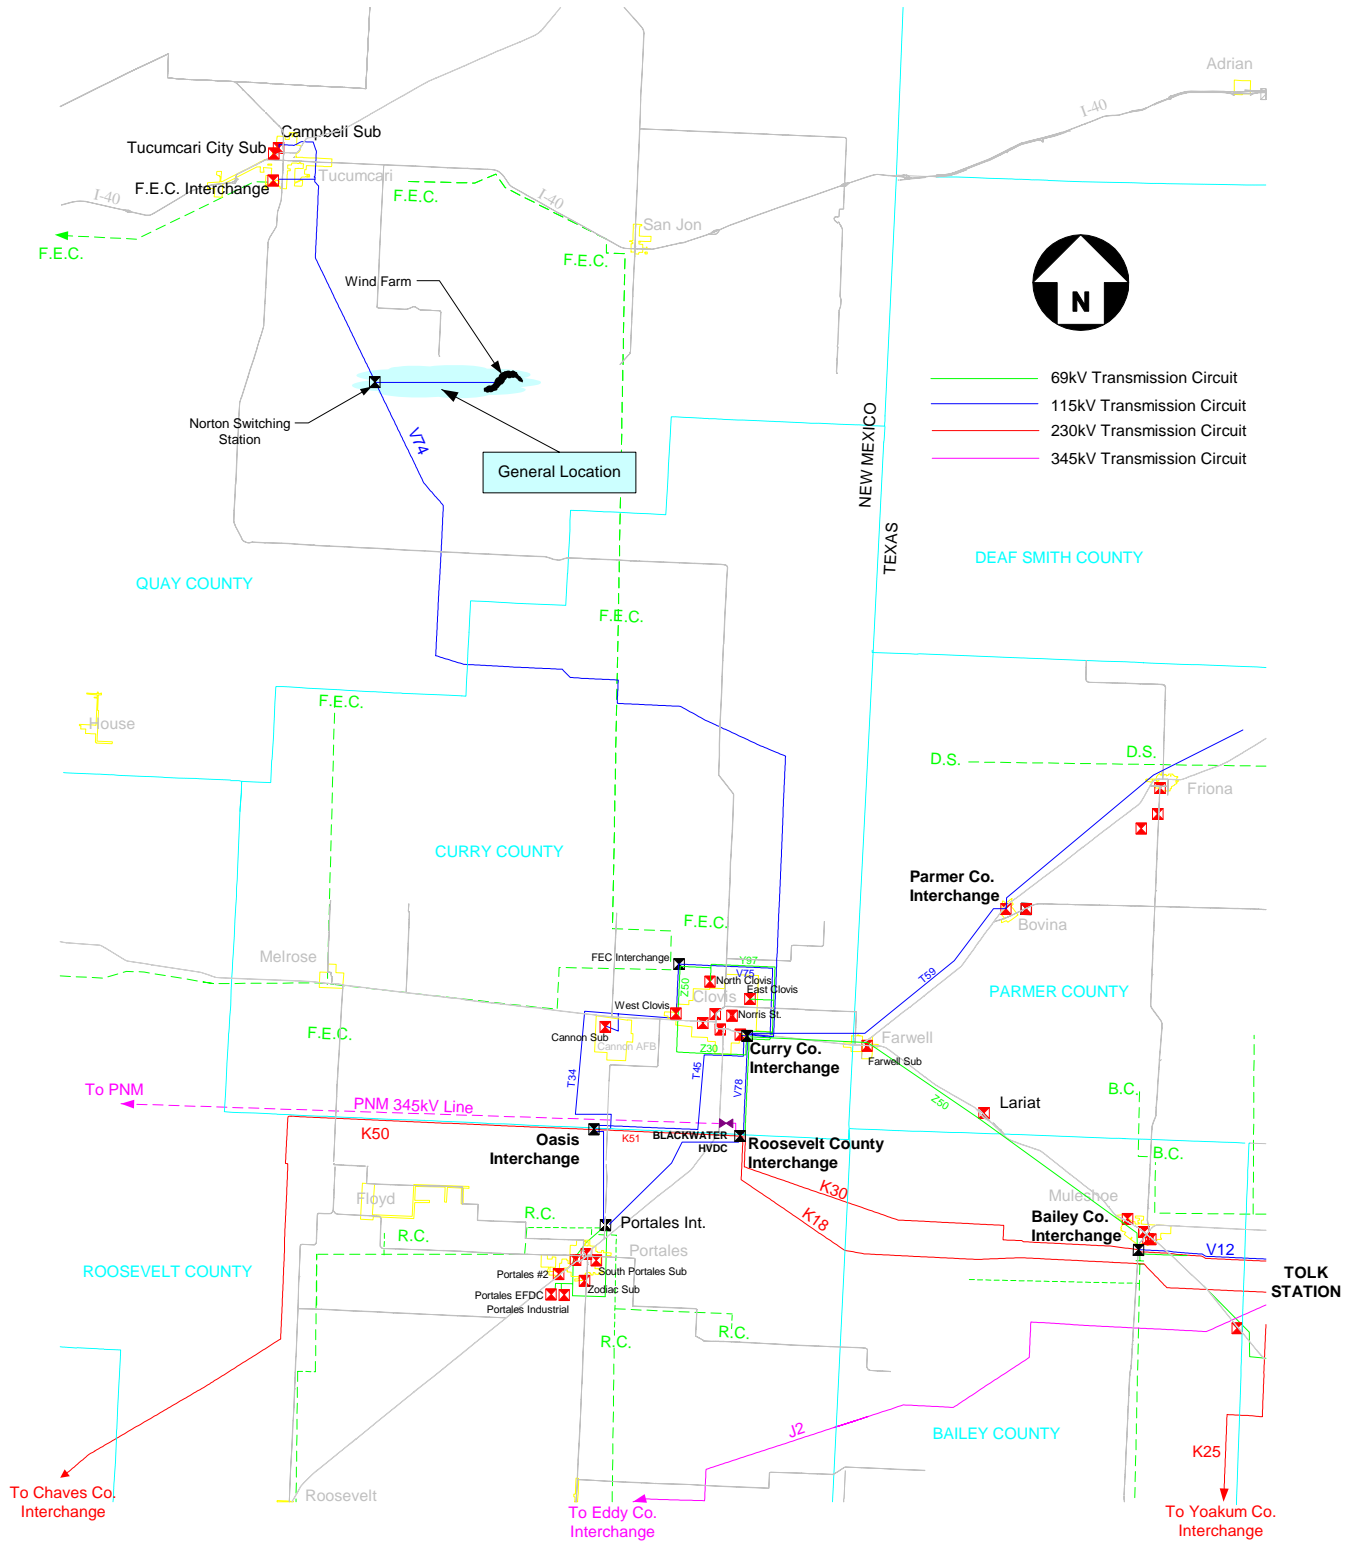 Adrian
I-40
Campbell Sub
Tucumcari City Sub
Tucumcari
F.E.C. Interchange
F.E.C.
I-40
I-40
San Jon
F.E.C.
F.E.C.
Wind Farm
N
69kV Transmission Circuit
115kV Transmission Circuit
230kV Transmission Circuit
345kV Transmission Circuit
Norton Switching
Station
V74
General Location
NEW MEXICO
TEXAS
QUAY COUNTY
DEAF SMITH COUNTY
F.E.C.
F.E.C.
House
D.S.
D.S.
Friona
CURRY COUNTY
Parmer Co.
Interchange
Bovina
F.E.C.
Melrose
FEC Interchange
Y97
V75
T59
North Clovis
Z50
East Clovis
Clovis
PARMER COUNTY
West Clovis
Norris St.
F.E.C.
Cannon Sub
Cannon AFB
Z30
Curry Co.
Interchange
Farwell
Farwell Sub
T34
T45
V78
To PNM
PNM 345kV Line
B.C.
Z50
Lariat
K50
Oasis
Interchange
K51
BLACKWATER
HVDC
Roosevelt County
Interchange
B.C.
K30
K18
Floyd
R.C.
R.C.
Portales Int.
Muleshoe
Bailey Co.
Interchange
V12
Portales
ROOSEVELT COUNTY
Portales #2
South Portales Sub
Zodiac Sub
Portales EFDC
Portales Industrial
TOLK
STATION
R.C.
R.C.
J2
BAILEY COUNTY
K25
To Chaves Co.
Interchange
Roosevelt
To Eddy Co.
Interchange
To Yoakum Co.
Interchange